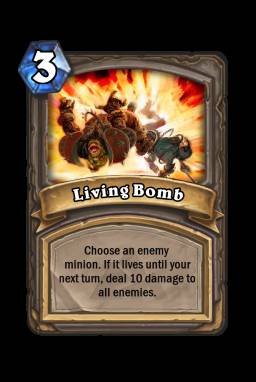 3
Living Bomb
Choose an enemy
minion. If it lives until your
next turn, deal 10 damage to
all enemies.